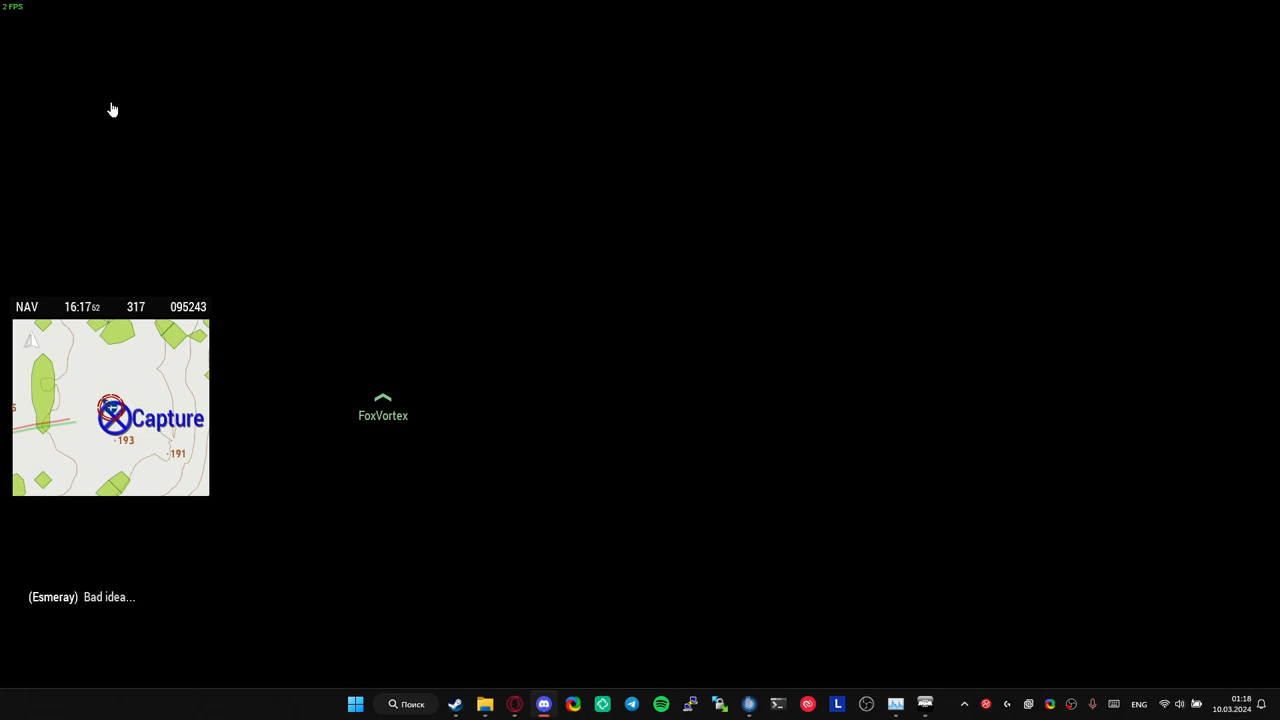 2 FPS
NAV 16:17 52 317 095243
Capture
193
191
FoxVortex
(Esmeray) Bad idea...
Поиск
ENG
01:18
10.03.2024